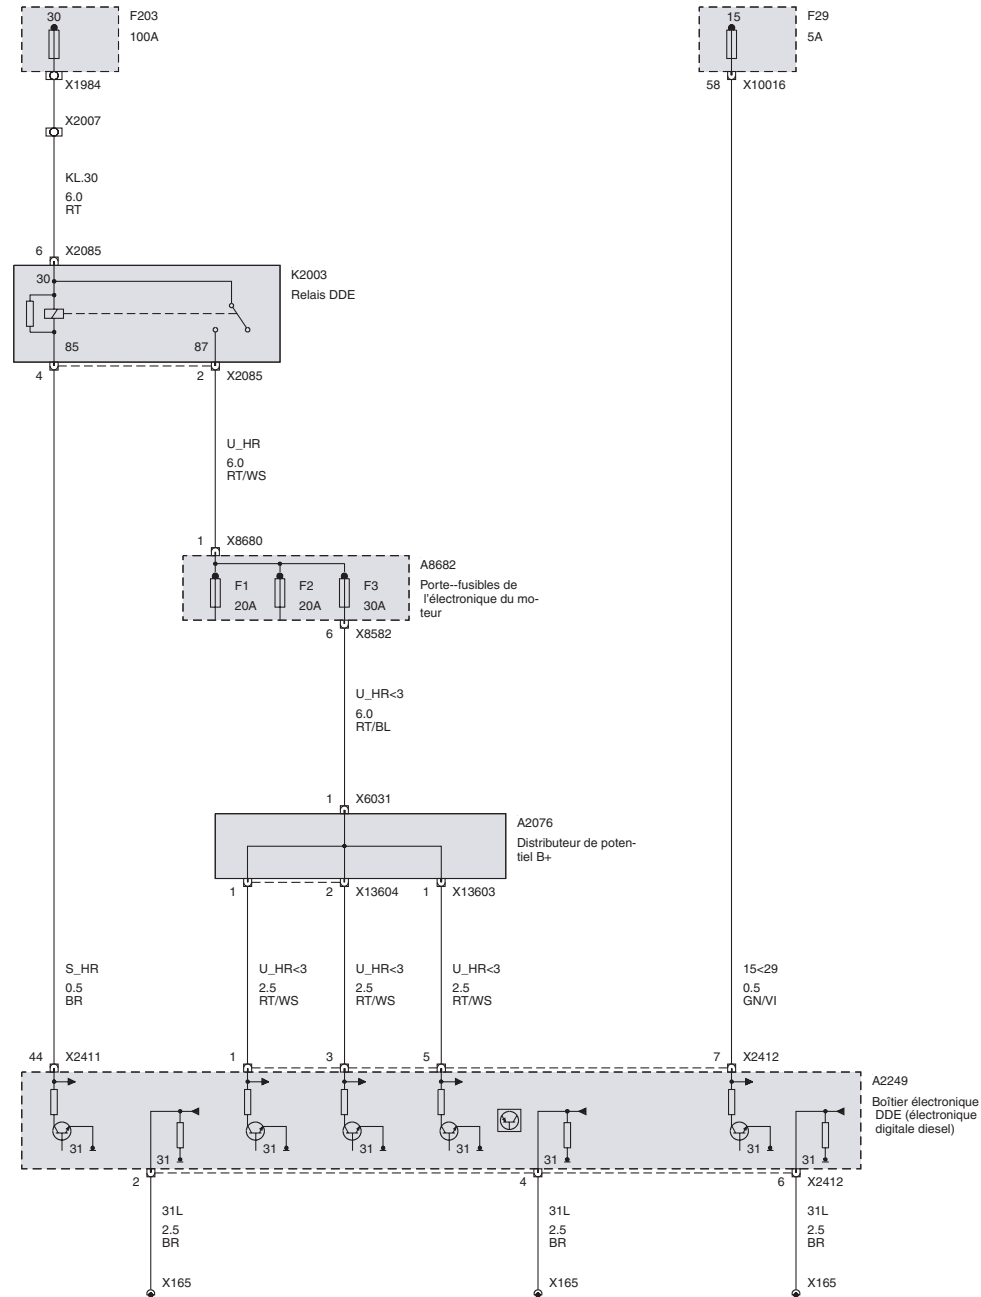 30
F203
100A
15
F29
5A
X1984
58
X10016
X2007
KL.30
6.0
RT
6
X2085
30
K2003
Relais DDE
85
87
4
2
X2085
U_HR
6.0
RT/WS
1
X8680
A8682
Porte--fusibles de
l'électronique du mo-
teur
F1
20A
F2
20A
F3
30A
6
X8582
U_HR<3
6.0
RT/BL
1
X6031
A2076
Distributeur de poten-
tiel B+
1
2
X13604
1
X13603
S_HR
0.5
BR
U_HR<3
2.5
RT/WS
U_HR<3
2.5
RT/WS
U_HR<3
2.5
RT/WS
15<29
0.5
GN/VI
44
X2411
1
3
5
7
X2412
A2249
Boîtier électronique
DDE (électronique
digitale diesel)
31
31
31
31
31
31
31
31
2
4
6
X2412
31L
2.5
BR
31L
2.5
BR
31L
2.5
BR
X165
X165
X165